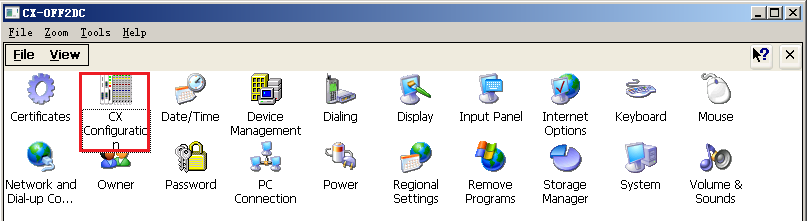 CX-OFF2DC
File Zoom Tools Help
File View
Certificates CX Configuration Date/Time Device Management Dialing Display Input Panel Internet Options Keyboard Mouse
Network and Dial-up Co... Owner Password PC Connection Power Regional Settings Remove Programs Storage Manager System Volume & Sounds